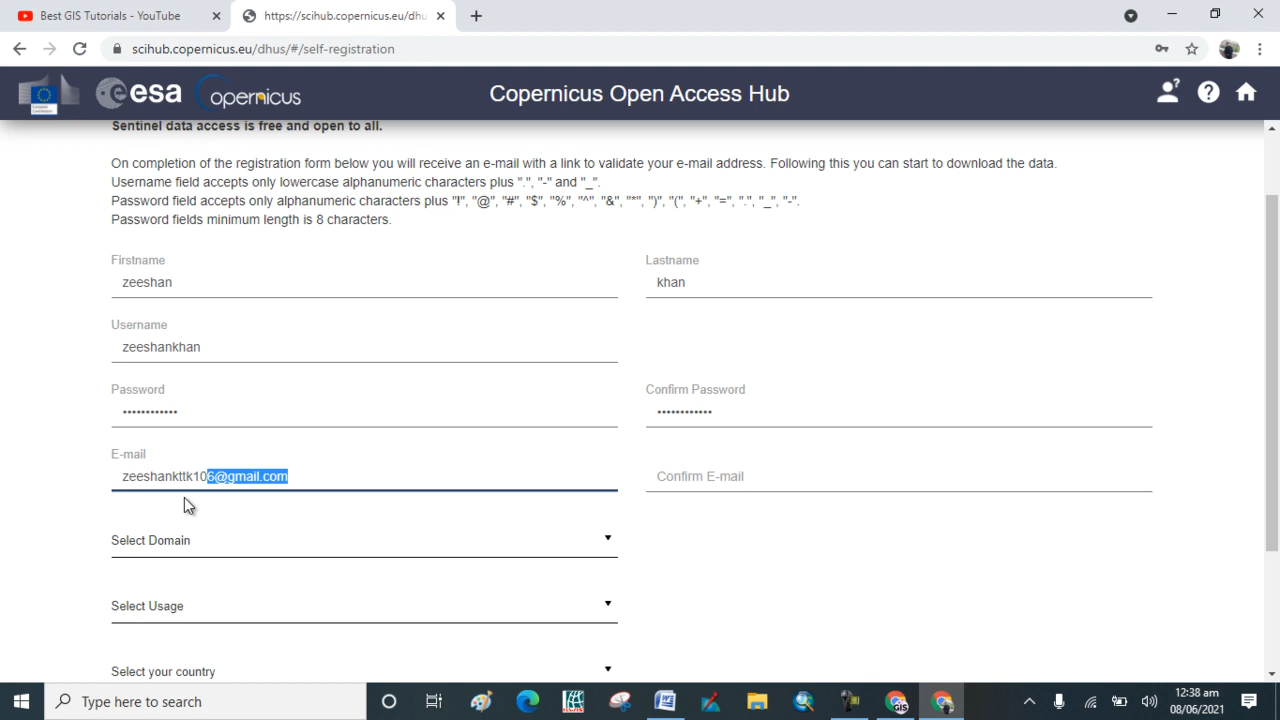 Best GIS Tutorials - YouTube
https://scihub.copernicus.eu/dhu
scihub.copernicus.eu/dhus/#/self-registration
esa
opernicus
Copernicus Open Access Hub
Sentinel data access is free and open to all.
On completion of the registration form below you will receive an e-mail with a link to validate your e-mail address. Following this you can start to download the data.
Username field accepts only lowercase alphanumeric characters plus ".", "-" and "_".
Password field accepts only alphanumeric characters plus "!", "@", "#", "$", "%", "^", "&", "*", ")", "(", "+", "=", ".", "_", "-".
Password fields minimum length is 8 characters.
Firstname
zeeshan
Lastname
khan
Username
zeeshankhan
Password
••••••••••••
Confirm Password
••••••••••••
E-mail
zeeshankttk106@gmail.com
Confirm E-mail
Select Domain
Select Usage
Select your country
Type here to search
12:38 am
08/06/2021